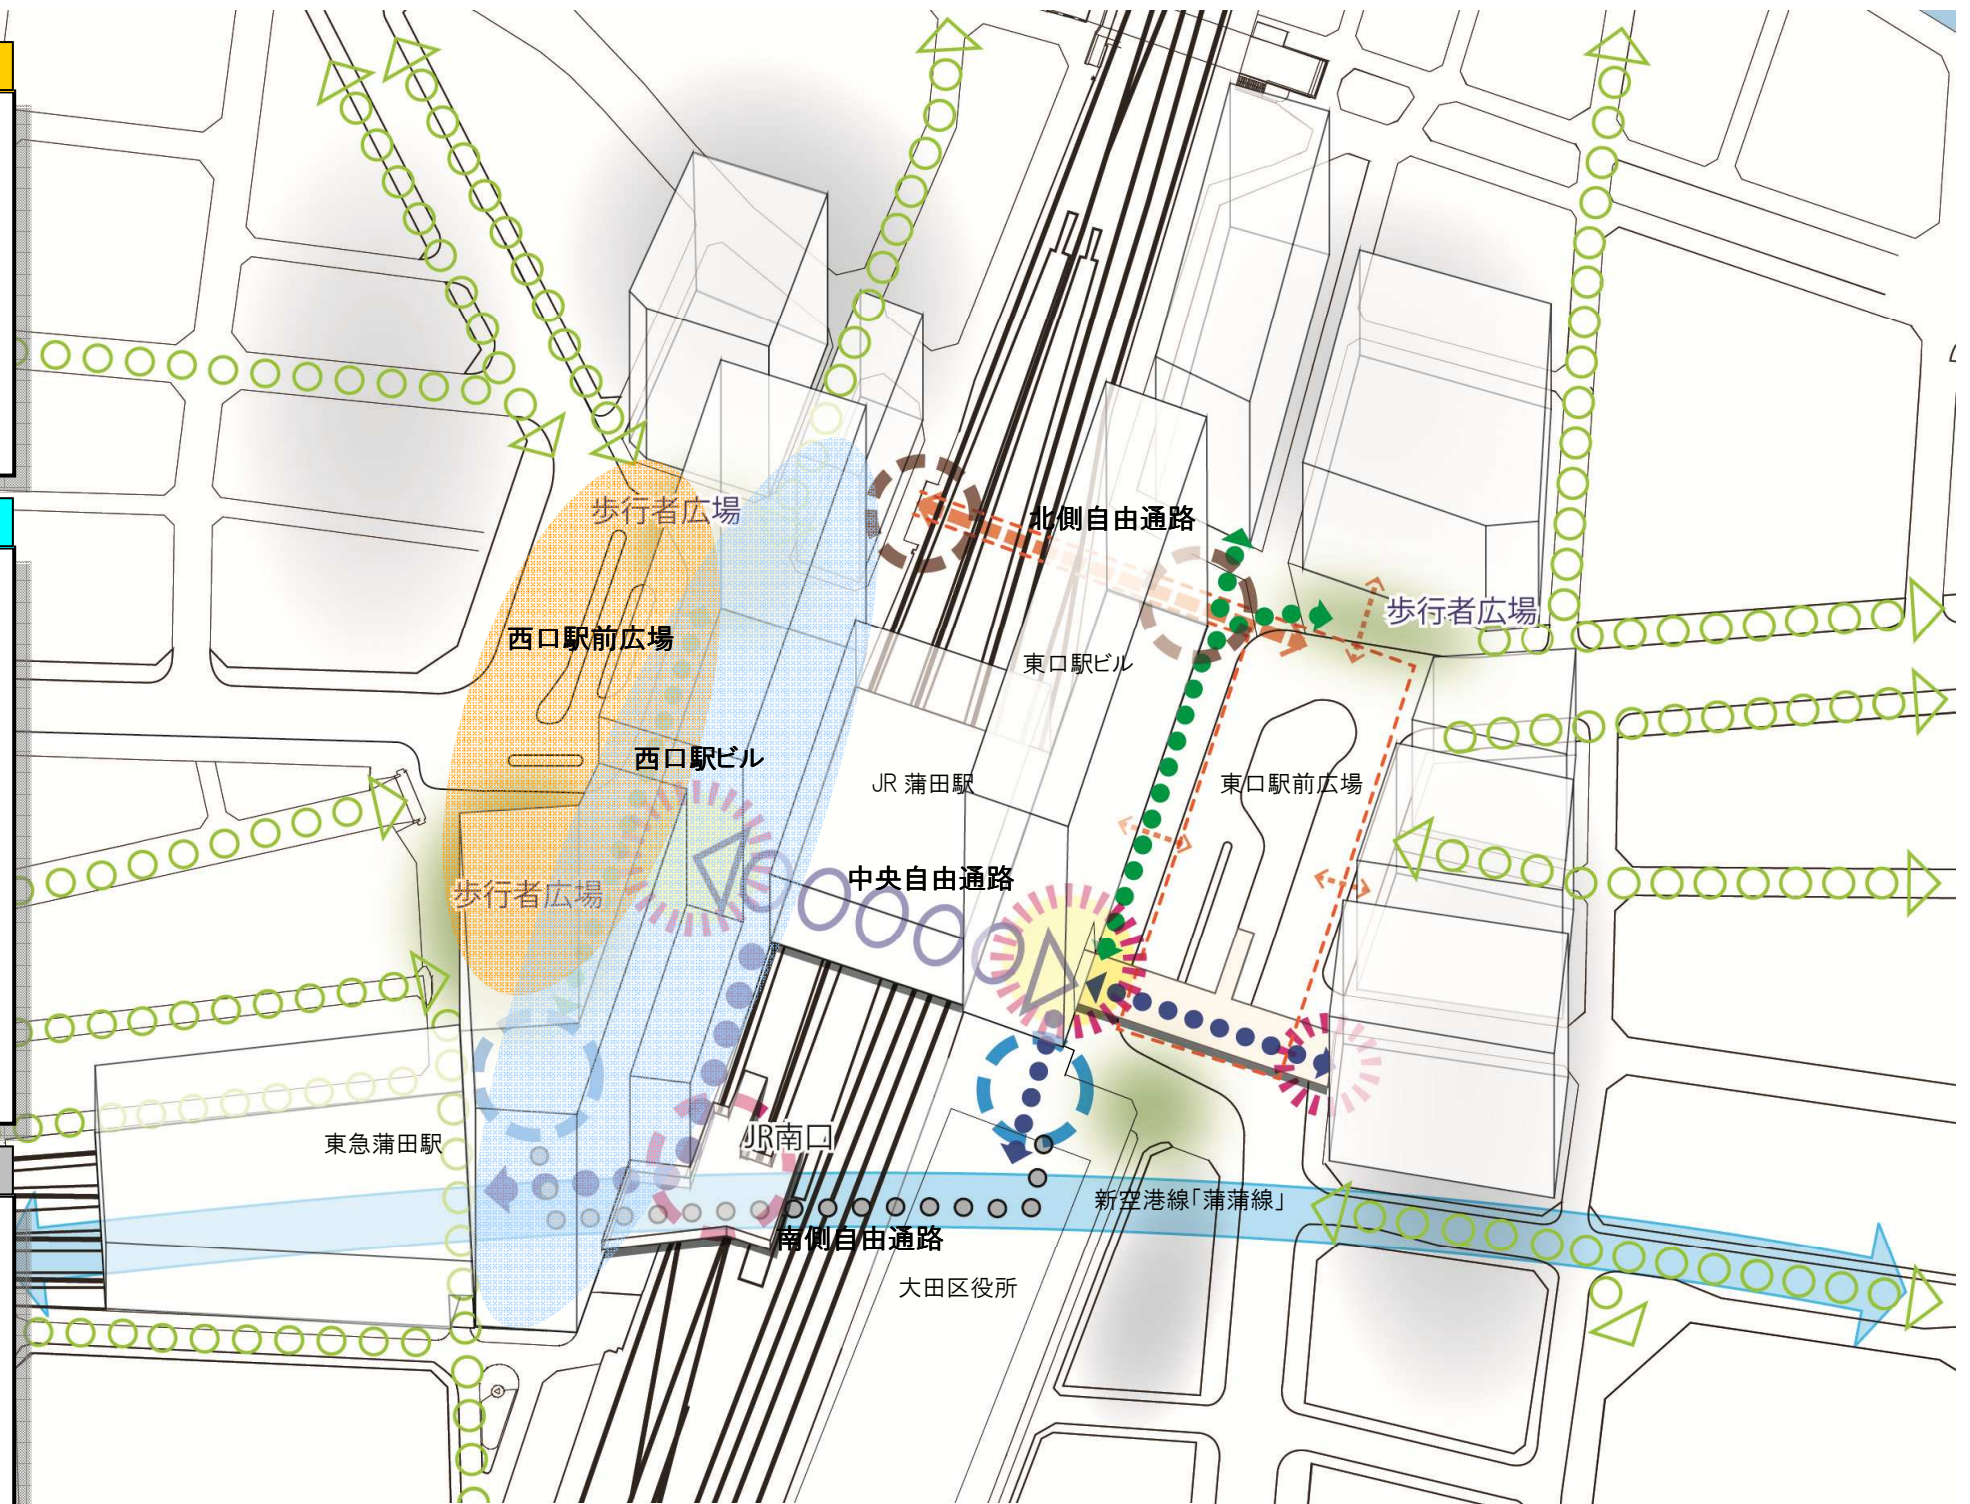 歩行者広場
北側自由通路
歩行者広場
西口駅前広場
東口駅ビル
西口駅ビル
JR 蒲田駅
東口駅前広場
中央自由通路
歩行者広場
JR南口
東急蒲田駅
新空港線「蒲蒲線」
南側自由通路
大田区役所